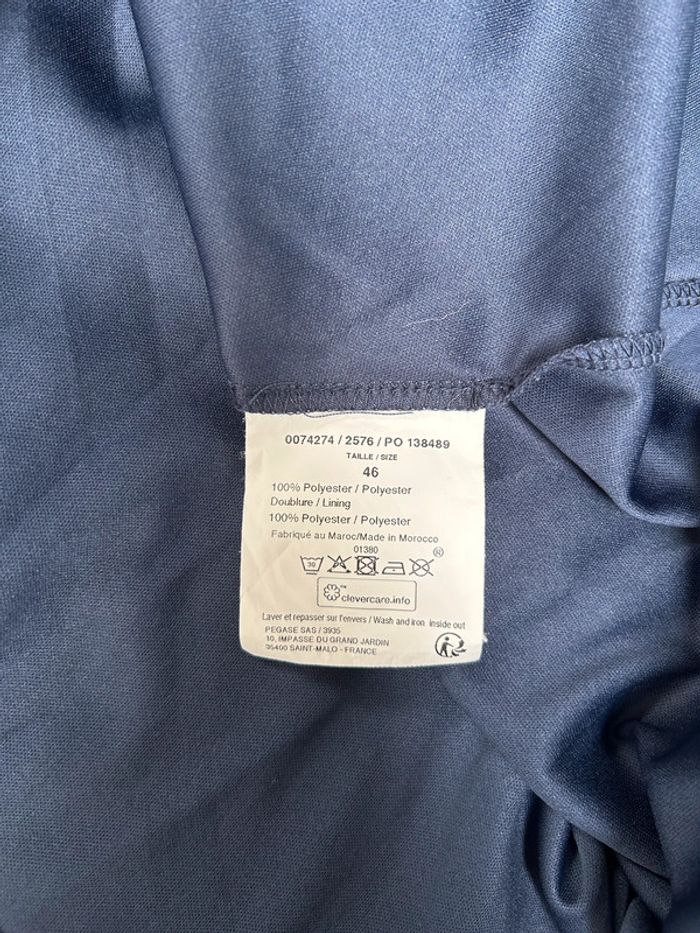 0074274 / 2576 / PO 138489
TAILLE / SIZE
46
100% Polyester / Polyester
Doublure / Lining
100% Polyester / Polyester
Fabriqué au Maroc/Made in Morocco
01380
30
®
™ clevercare.info
Laver et repasser sur l'envers / Wash and iron inside out
PEGASE SAS / 3935
10, IMPASSE DU GRAND JARDIN
35400 SAINT-MALO - FRANCE